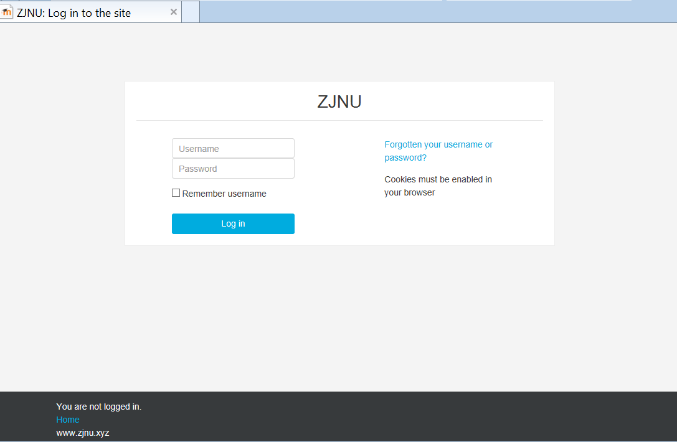 ZJNU: Log in to the site
ZJNU
Username
Password
Remember username
Log in
Forgotten your username or
password?
Cookies must be enabled in
your browser
You are not logged in.
Home
www.zjnu.xyz